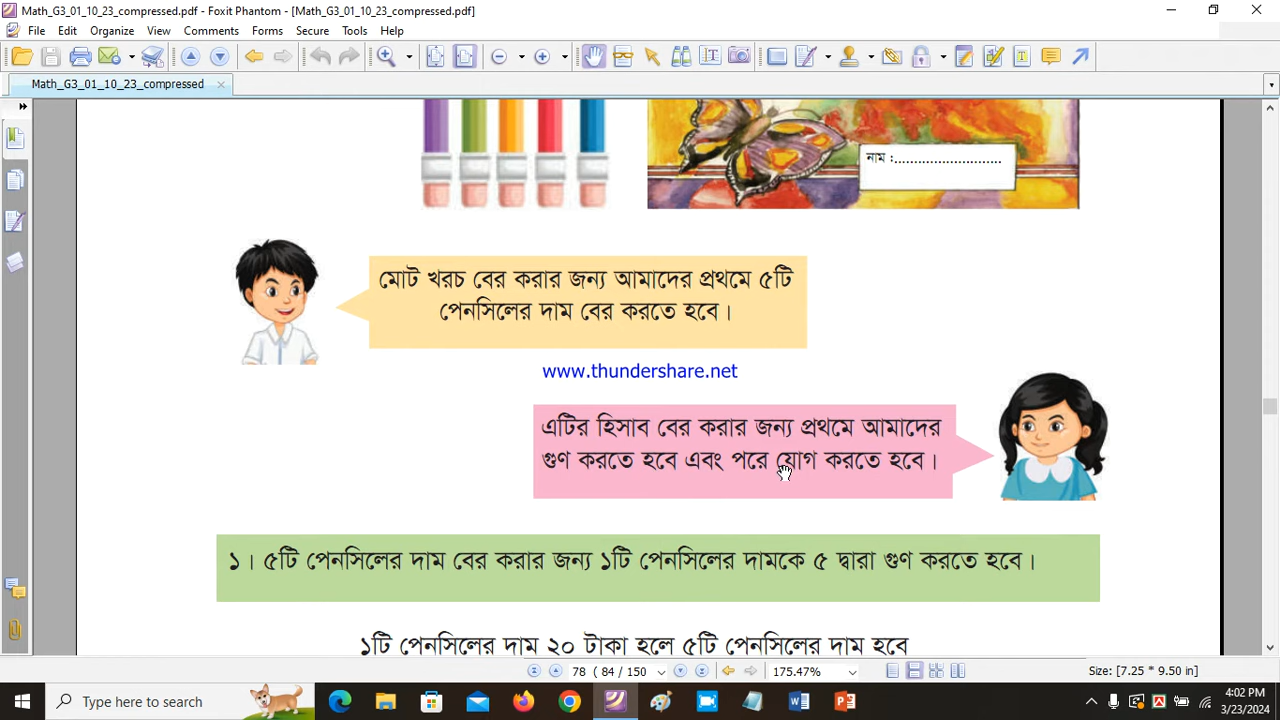 Math_G3_01_10_23_compressed.pdf - Foxit Phantom - [Math_G3_01_10_23_compressed.pdf]
File Edit Organize View Comments Forms Secure Tools Help
Math_G3_01_10_23_compressed
নাম :...........................
মোট খরচ বের করার জন্য আমাদের প্রথমে ৫টি
পেনসিলের দাম বের করতে হবে।
www.thundershare.net
এটির হিসাব বের করার জন্য প্রথমে আমাদের
গুণ করতে হবে এবং পরে যোগ করতে হবে।
১। ৫টি পেনসিলের দাম বের করার জন্য ১টি পেনসিলের দামকে ৫ দ্বারা গুণ করতে হবে।
১টি পেনসিলের দাম ২০ টাকা হলে ৫টি পেনসিলের দাম হবে
78 ( 84 / 150 ) 175.47% Size: [7.25 * 9.50 in]
Type here to search
4:02 PM
3/23/2024